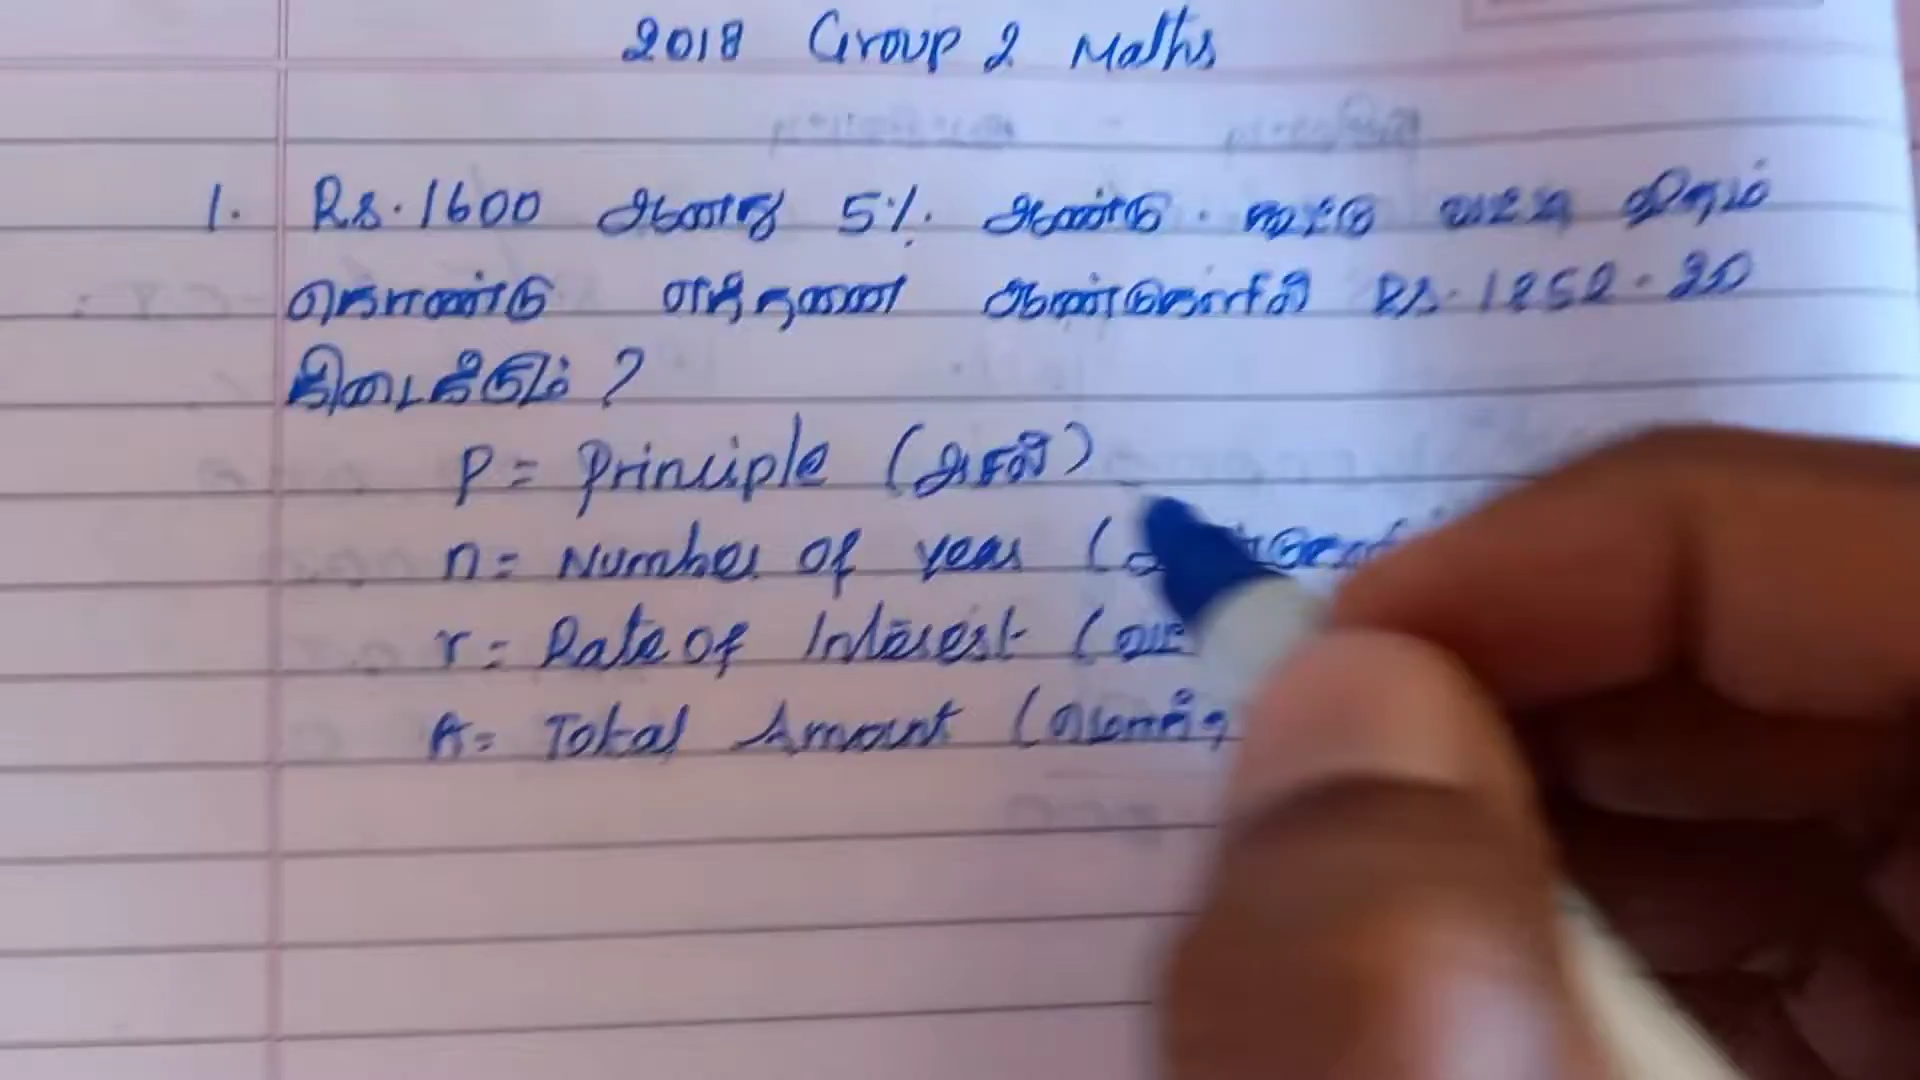 2018 Group 2 Maths
1. Rs.1600 ஆனது 5% ஆண்டு கூட்டு வட்டி வீதம்
கொண்டு எத்தனை ஆண்டுகளில் Rs.1852.20
கிடைக்கும் ?
P = Principle (அசல்)
n = Number of year (
r = Rate of Interest (
A = Total Amount (